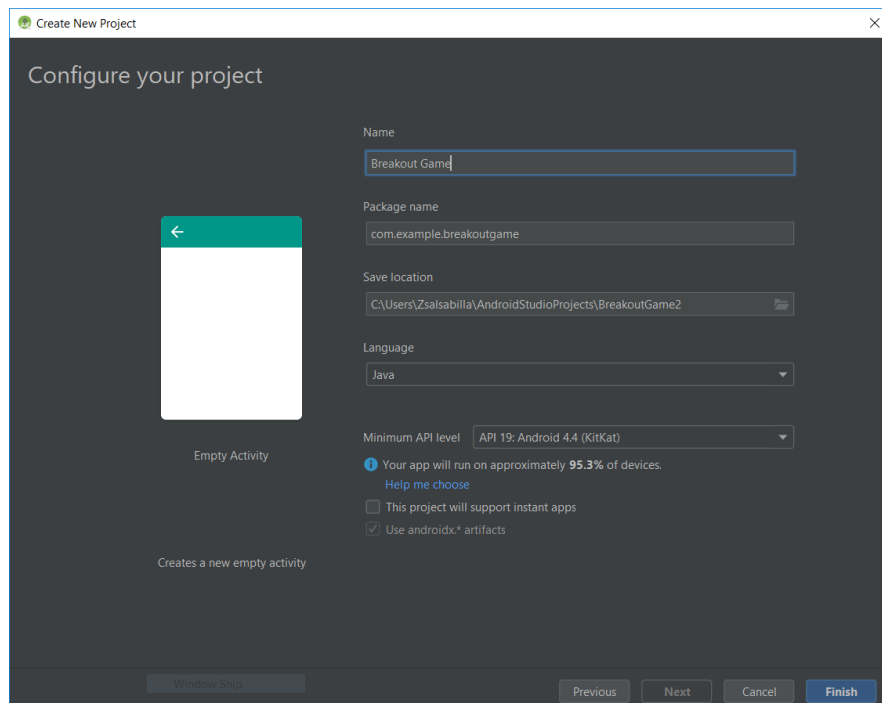 Create New Project
Configure your project
Name
Breakout Game
Package name
com.example.breakoutgame
Save location
C:\Users\Zsalsabilla\AndroidStudioProjects\BreakoutGame2
Language
Java
Minimum API level API 19: Android 4.4 (KitKat)
Empty Activity
Your app will run on approximately 95.3% of devices.
Help me choose
This project will support instant apps
Use androidx.* artifacts
Creates a new empty activity
Window Snip
Previous Next Cancel Finish